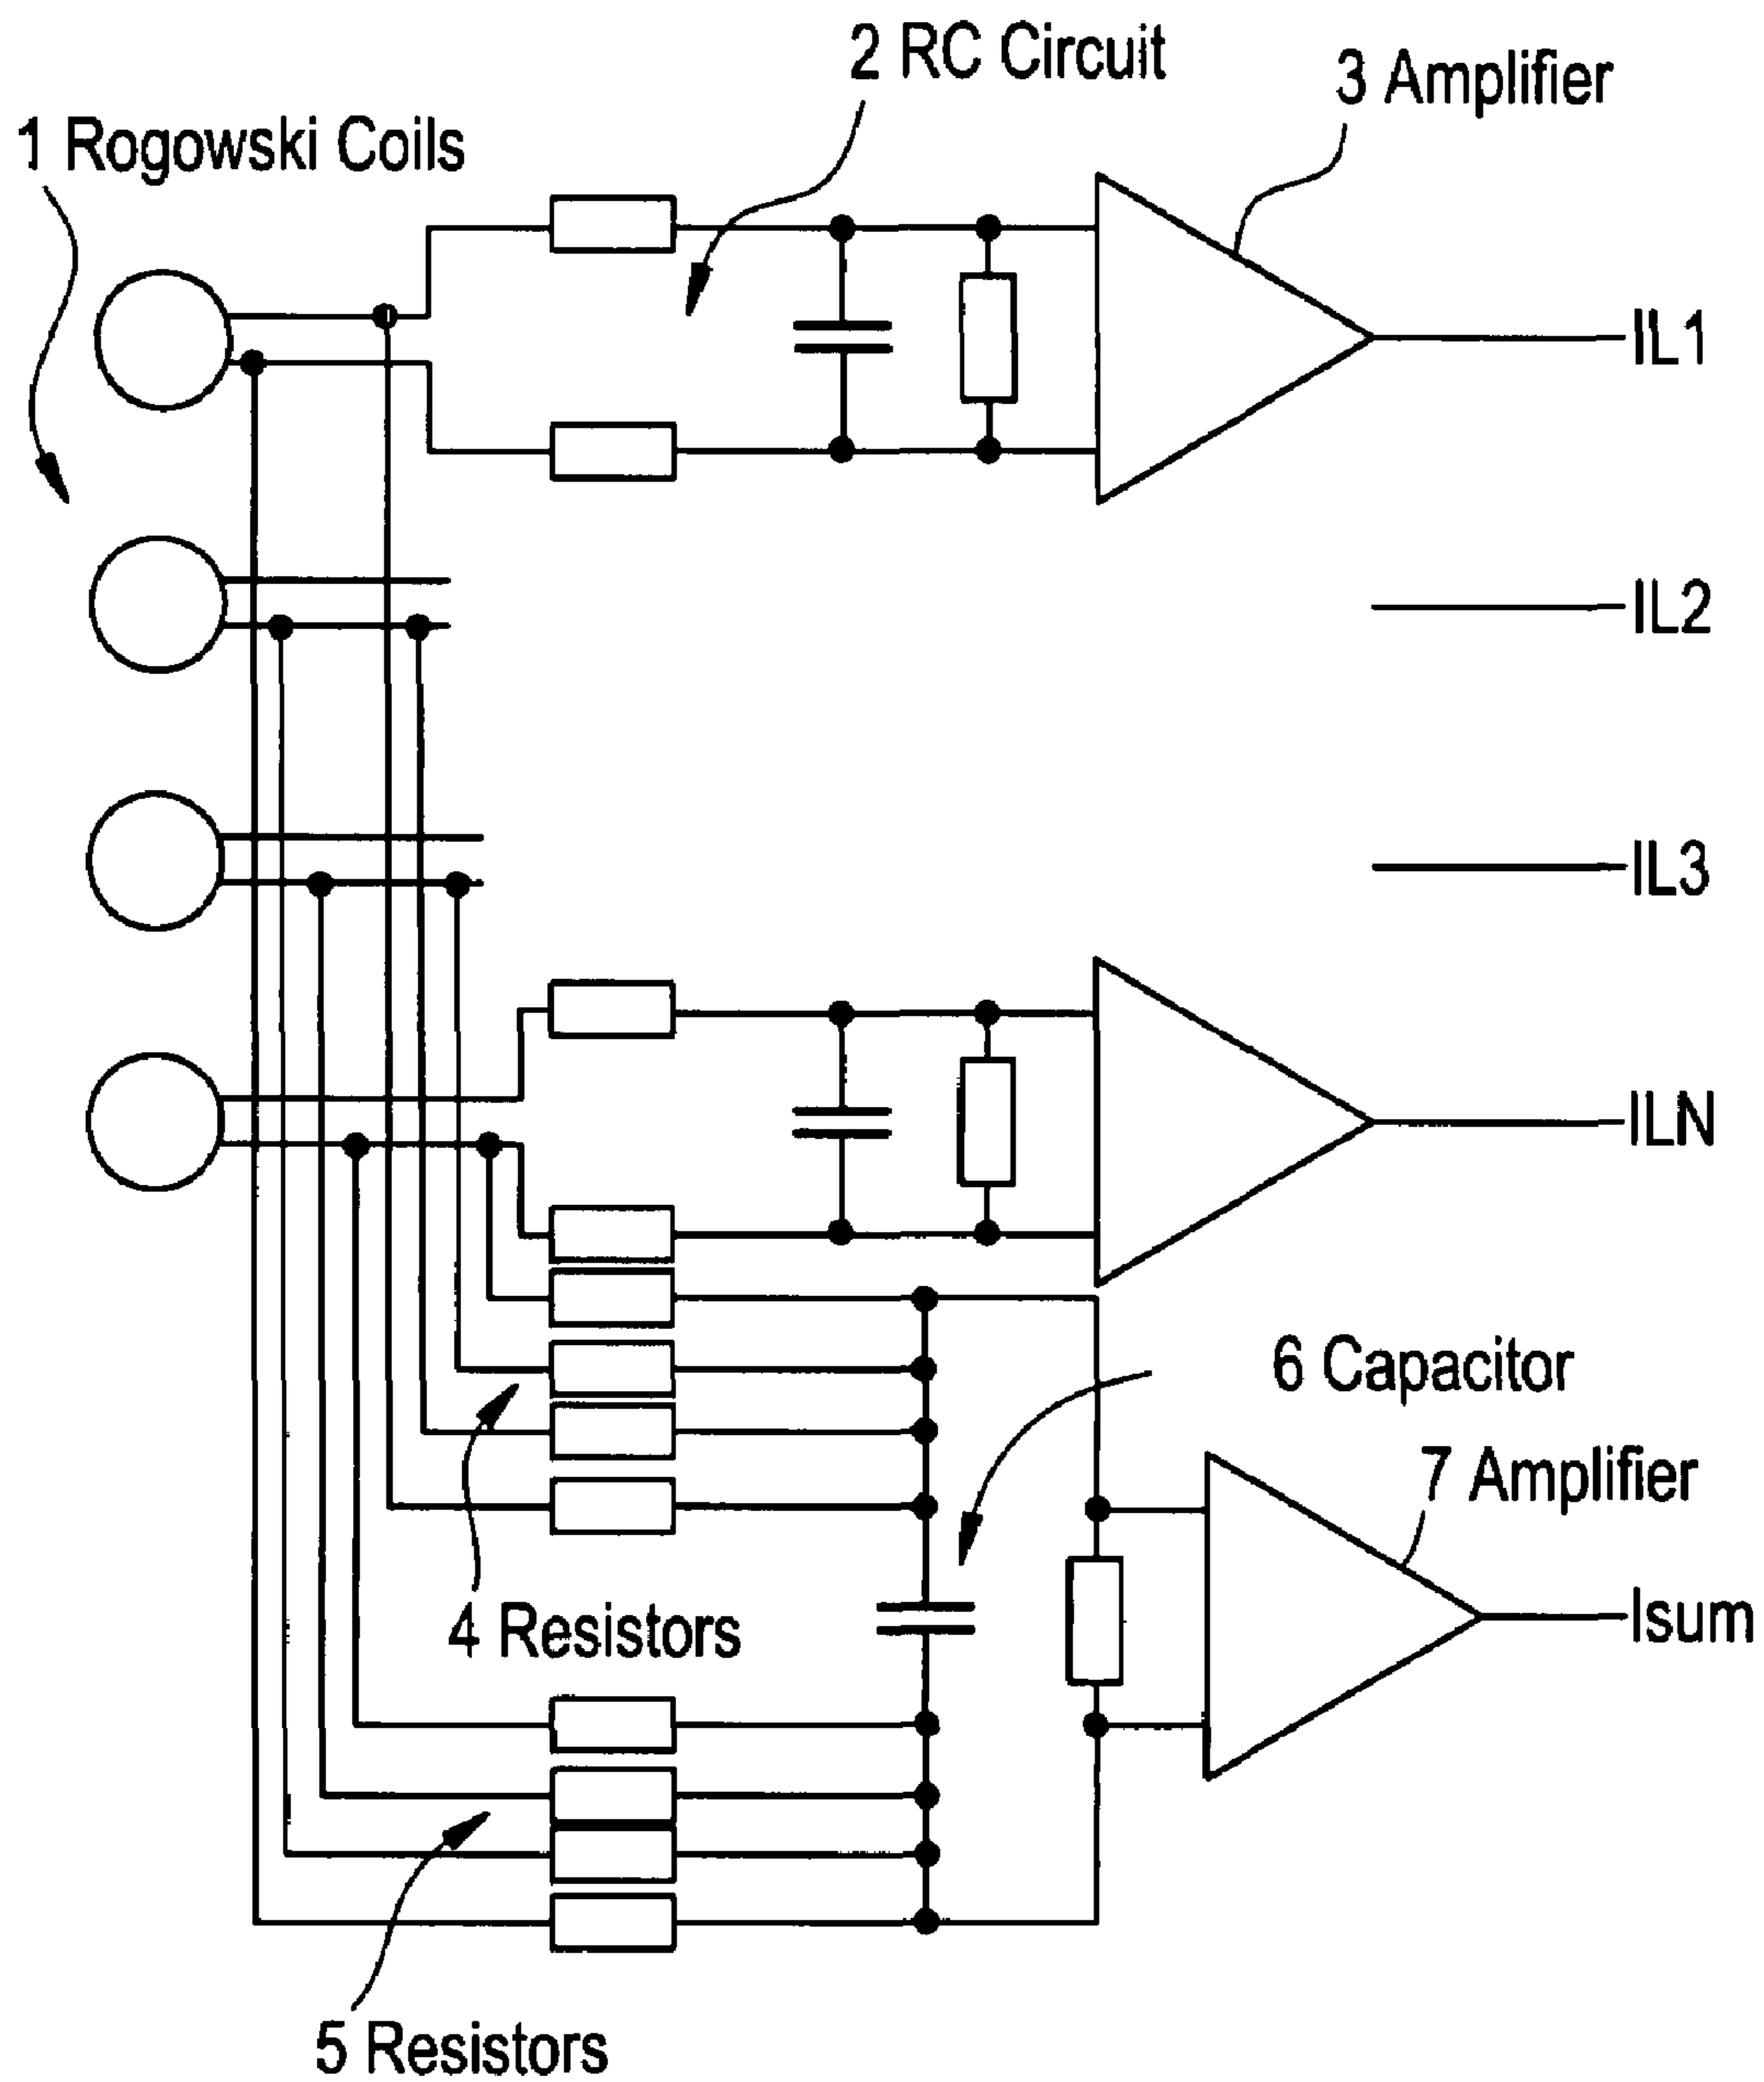 2 RC Circuit
3 Amplifier
1 Rogowski Coils
IL1
IL2
IL3
ILN
6 Capacitor
7 Amplifier
4 Resistors
Isum
5 Resistors